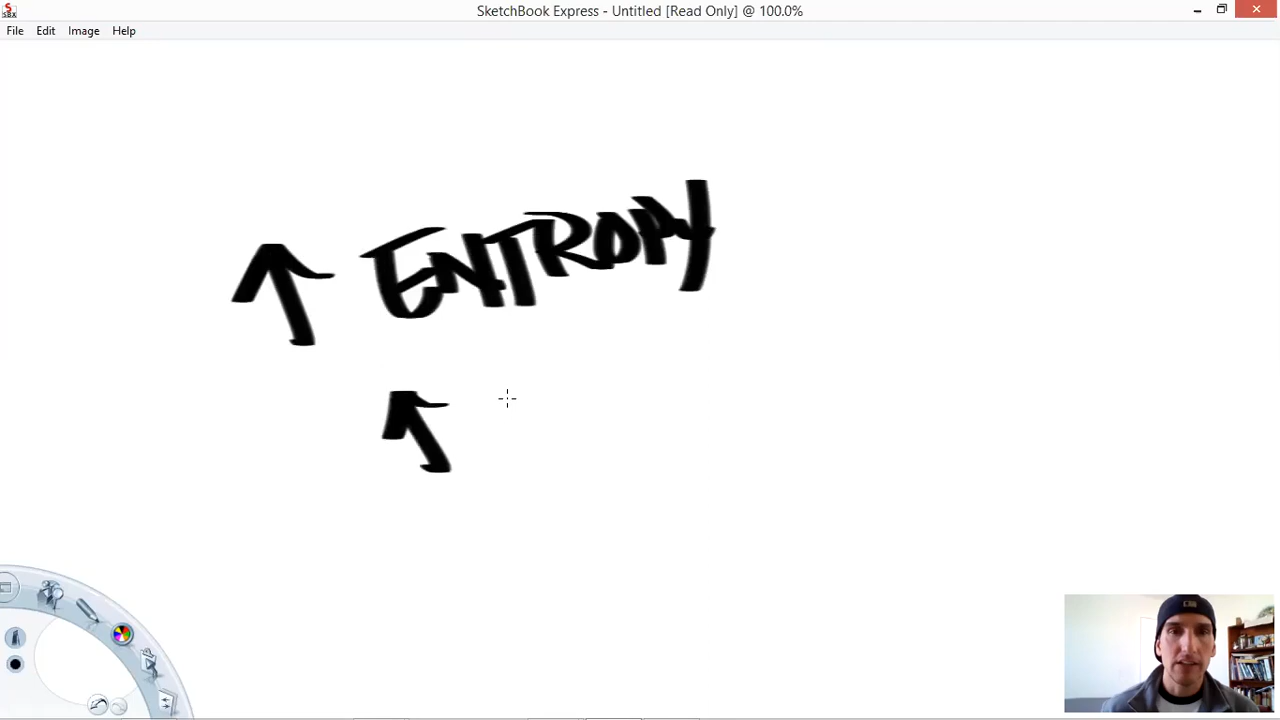 SketchBook Express - Untitled [Read Only] @ 100.0%
File Edit Image Help
↑ ENTROPY
↑